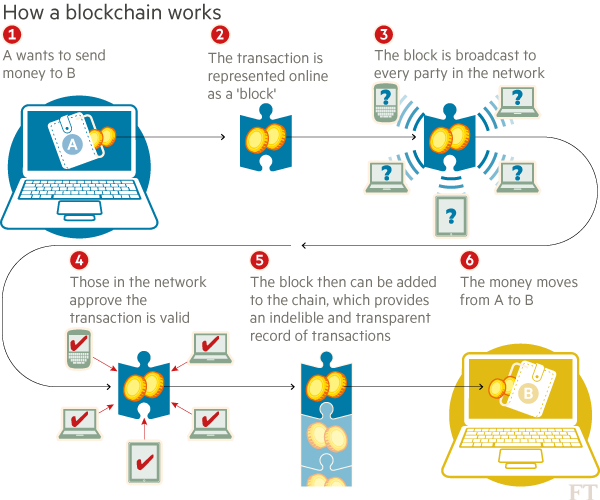 How a blockchain works
1
A wants to send
money to B
2
The transaction is
represented online
as a 'block'
3
The block is broadcast to
every party in the network
A
?
?
?
?
?
4
Those in the network
approve the
transaction is valid
5
The block then can be added
to the chain, which provides
an indelible and transparent
record of transactions
6
The money moves
from A to B
B
FT